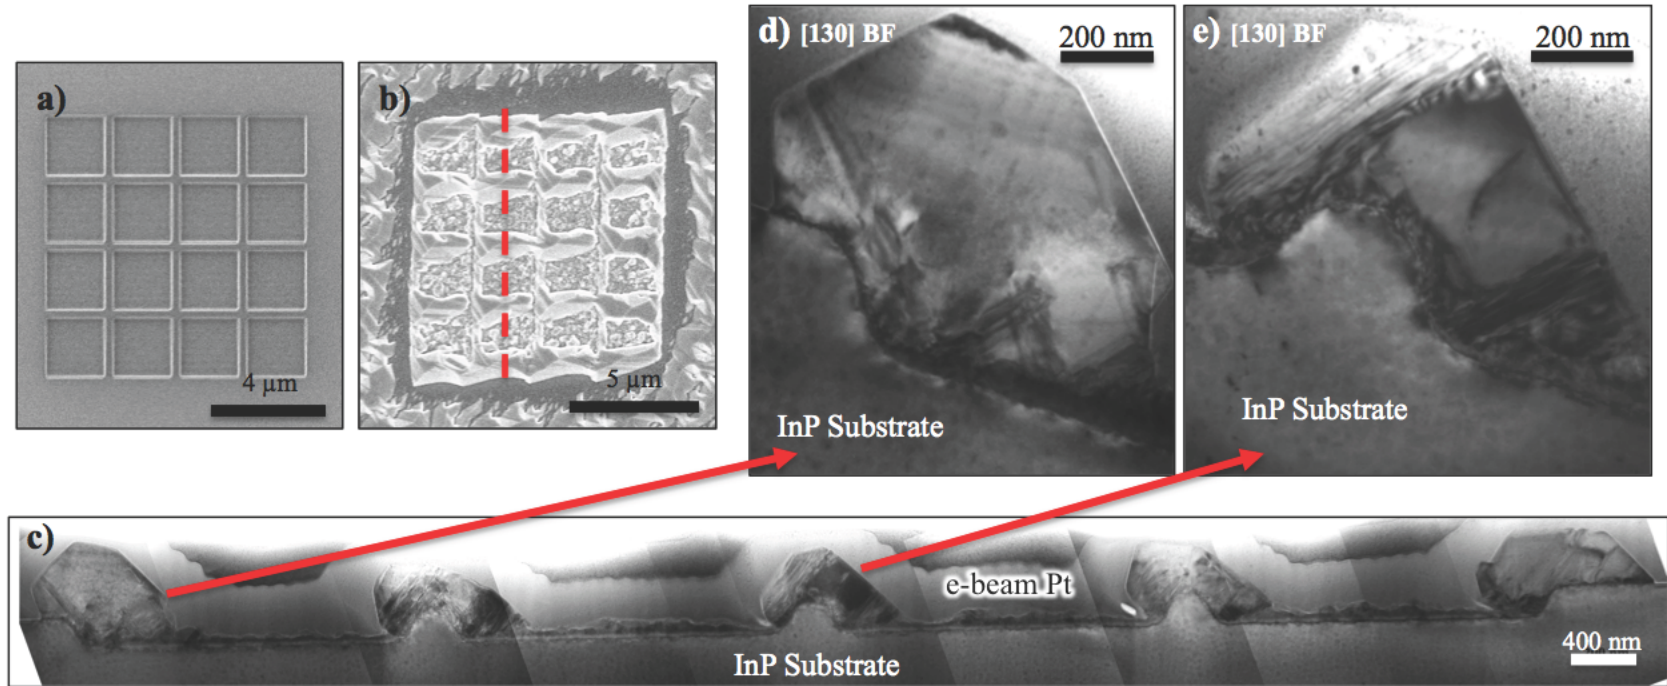 a)
4 µm
b)
5 µm
d) [130] BF
200 nm
InP Substrate
e) [130] BF
200 nm
InP Substrate
c)
e-beam Pt
InP Substrate
400 nm